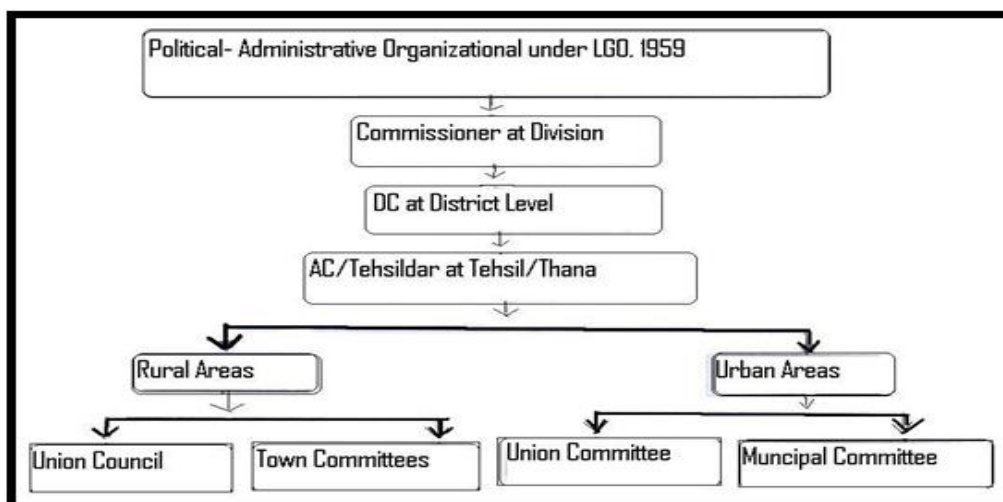 Political- Administrative Organizational under LGO. 1959
Commissioner at Division
DC at District Level
AC/Tehsildar at Tehsil/Thana
Rural Areas
Urban Areas
Union Council
Town Committees
Union Committee
Muncipal Committee